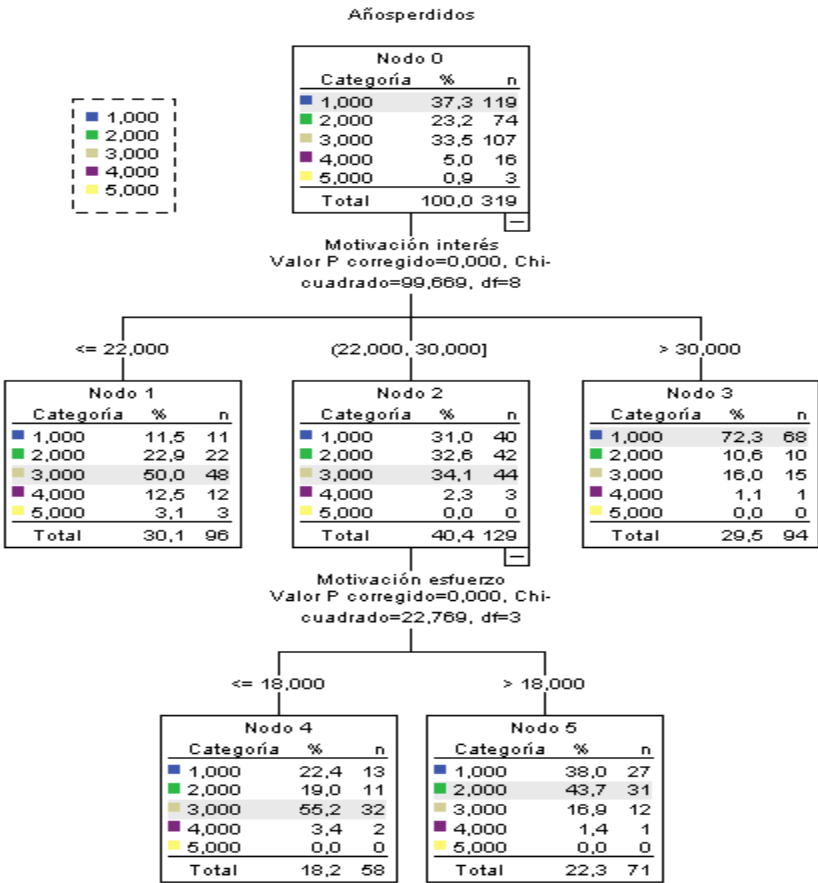 Añosperdidos
1,000
2,000
3,000
4,000
5,000
Nodo 0
Categoría % n
1,000 37,3 119
2,000 23,2 74
3,000 33,5 107
4,000 5,0 16
5,000 0,9 3
Total 100,0 319
Motivación interés
Valor P corregido=0,000, Chi-
cuadrado=99,669, df=8
<= 22,000
(22,000, 30,000]
> 30,000
Nodo 1
Categoría % n
1,000 11,5 11
2,000 22,9 22
3,000 50,0 48
4,000 12,5 12
5,000 3,1 3
Total 30,1 96
Nodo 2
Categoría % n
1,000 31,0 40
2,000 32,6 42
3,000 34,1 44
4,000 2,3 3
5,000 0,0 0
Total 40,4 129
Nodo 3
Categoría % n
1,000 72,3 68
2,000 10,6 10
3,000 16,0 15
4,000 1,1 1
5,000 0,0 0
Total 29,5 94
Motivación esfuerzo
Valor P corregido=0,000, Chi-
cuadrado=22,769, df=3
<= 18,000
> 18,000
Nodo 4
Categoría % n
1,000 22,4 13
2,000 19,0 11
3,000 55,2 32
4,000 3,4 2
5,000 0,0 0
Total 18,2 58
Nodo 5
Categoría % n
1,000 38,0 27
2,000 43,7 31
3,000 16,9 12
4,000 1,4 1
5,000 0,0 0
Total 22,3 71